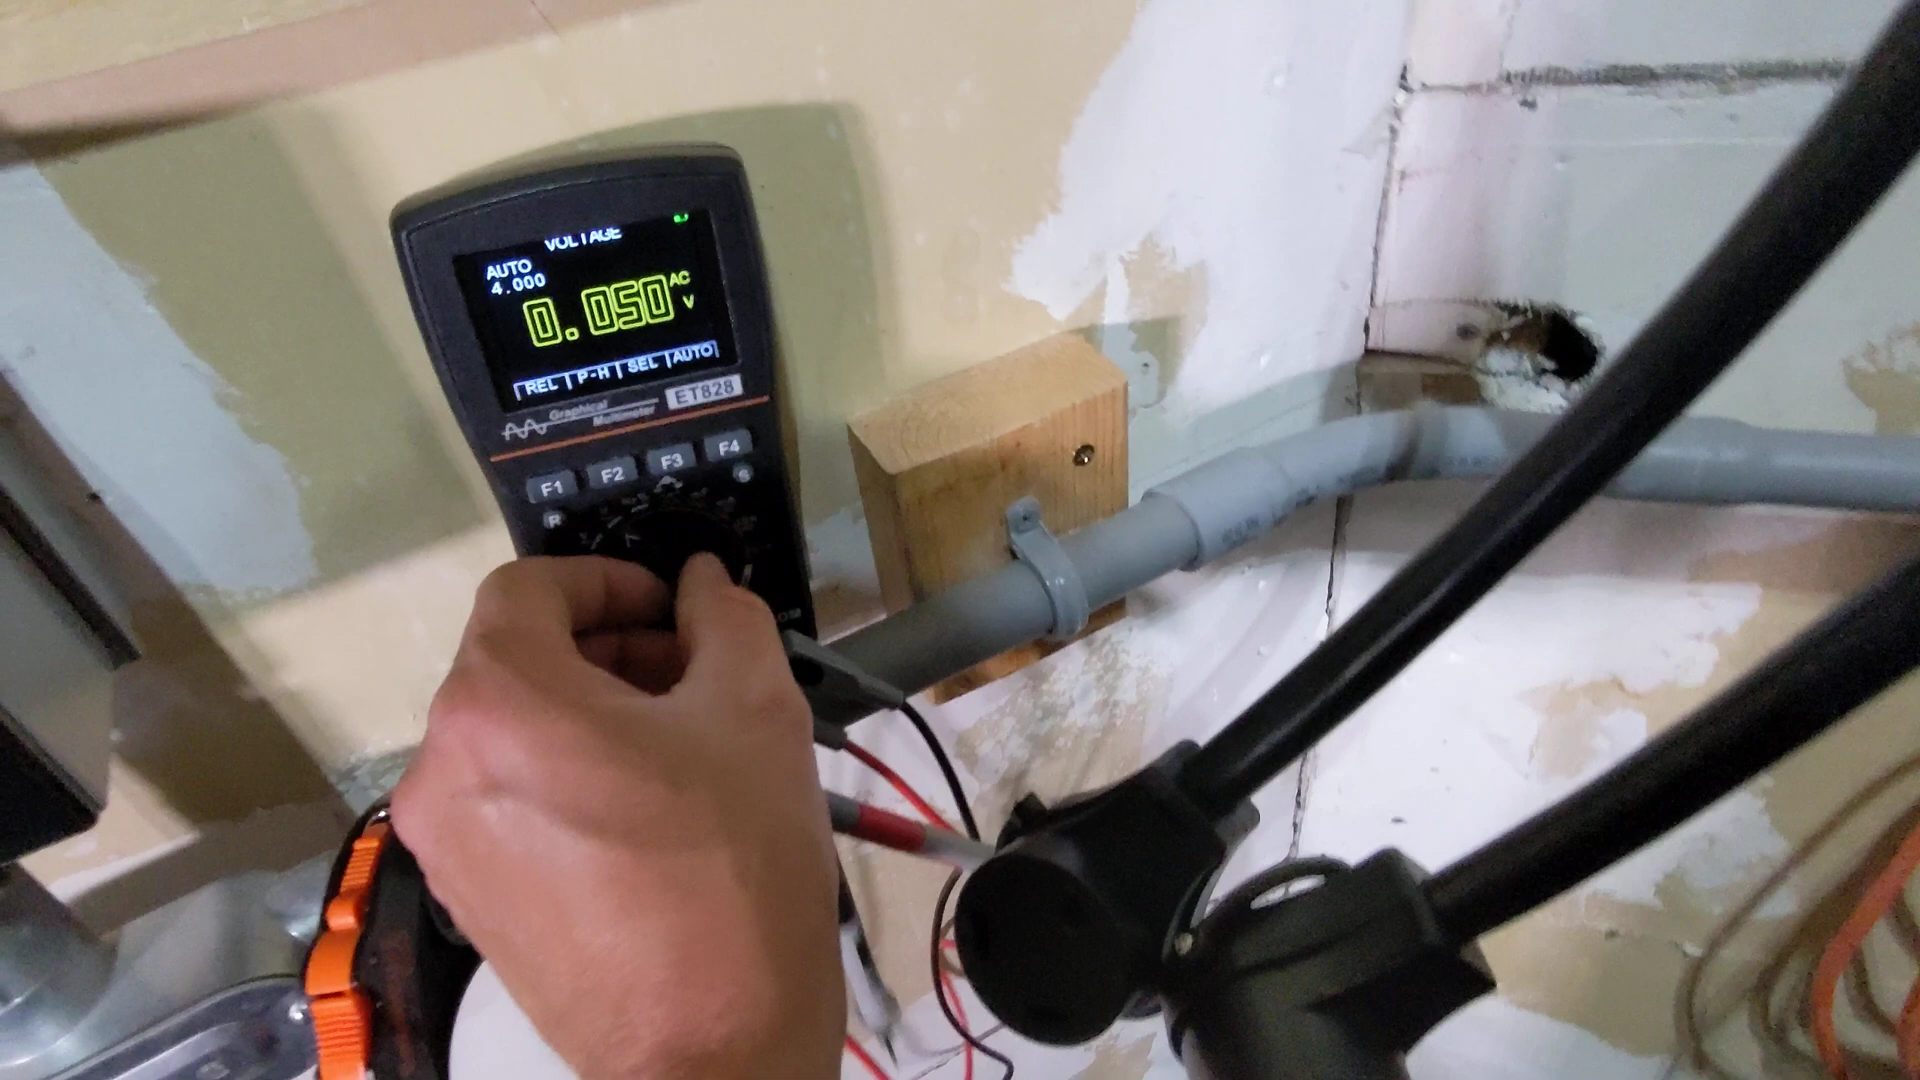 VOLTAGE
AUTO
4.000
0.050 AC V
REL P-H SEL AUTO
Graphical
Multimeter
ET828
F1 F2 F3 F4
R